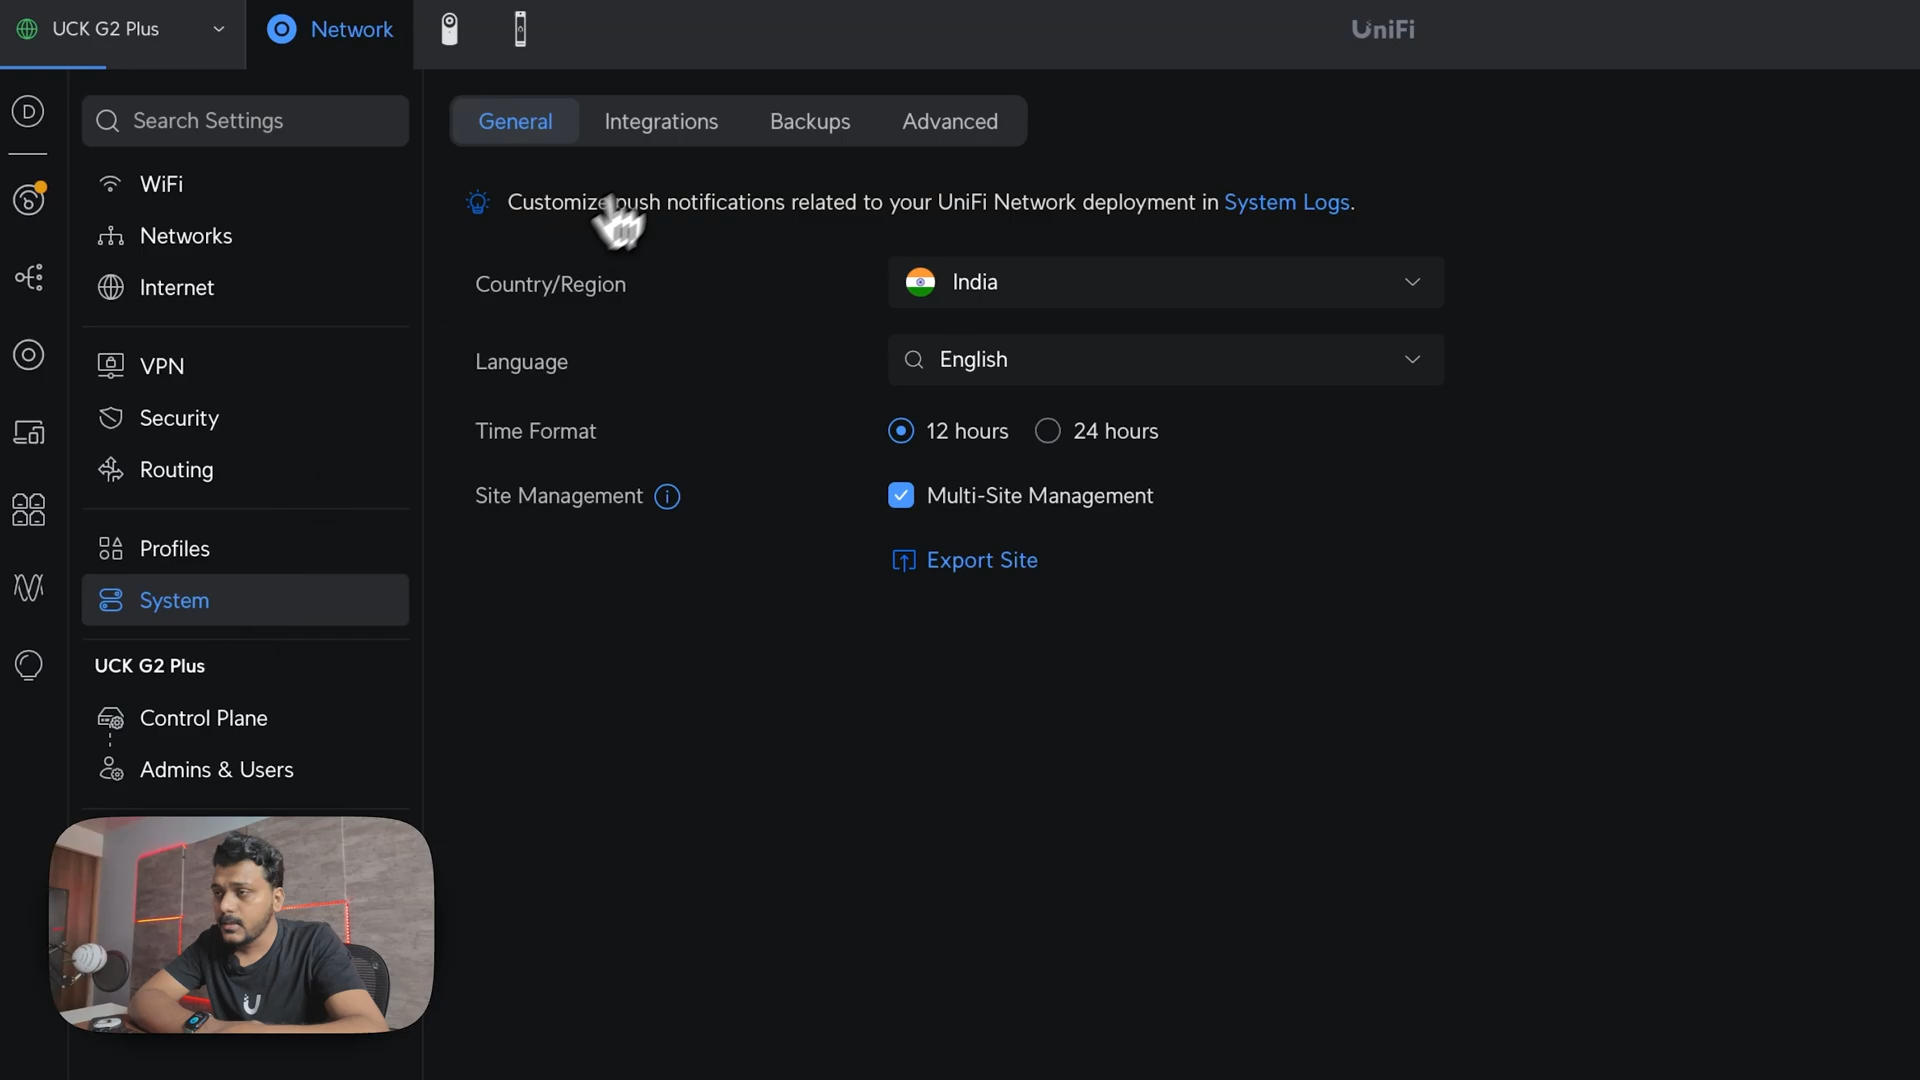 UCK G2 Plus
Network
UniFi
D
Search Settings
General
Integrations
Backups
Advanced
WiFi
Customize push notifications related to your UniFi Network deployment in System Logs.
Networks
Internet
Country/Region
India
Language
English
VPN
Security
Time Format
12 hours
24 hours
Routing
Site Management
Multi-Site Management
Profiles
Export Site
System
UCK G2 Plus
Control Plane
Admins & Users